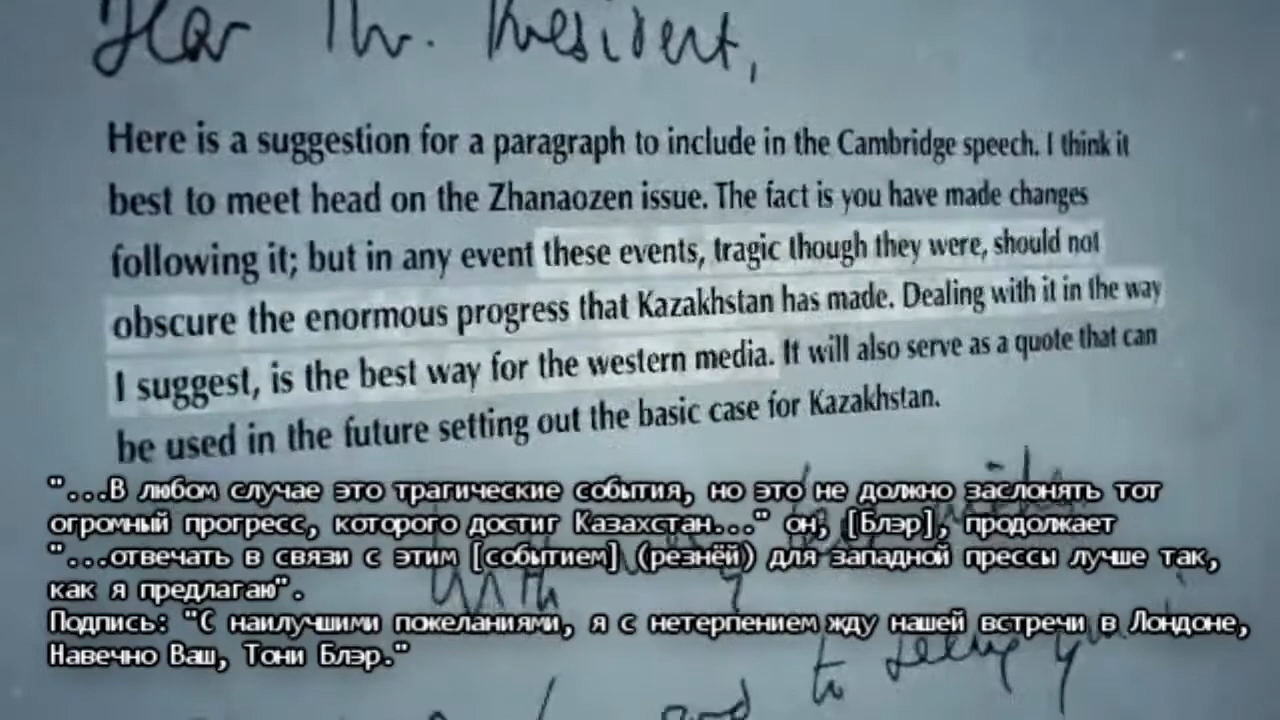 Dear Mr. President,
Here is a suggestion for a paragraph to include in the Cambridge speech. I think it
best to meet head on the Zhanaozen issue. The fact is you have made changes
following it; but in any event these events, tragic though they were, should not
obscure the enormous progress that Kazakhstan has made. Dealing with it in the way
I suggest, is the best way for the western media. It will also serve as a quote that can
be used in the future setting out the basic case for Kazakhstan.
"...В любом случае это трагические события, но это не должно заслонять тот
огромный прогресс, которого достиг Казахстан..." он, [Блэр], продолжает
"...отвечать в связи с этим [событием] (резнёй) для западной прессы лучше так,
как я предлагаю".
Подпись: "С наилучшими пожеланиями, я с нетерпением жду нашей встречи в Лондоне,
Навечно Ваш, Тони Блэр."
With
to seeing you